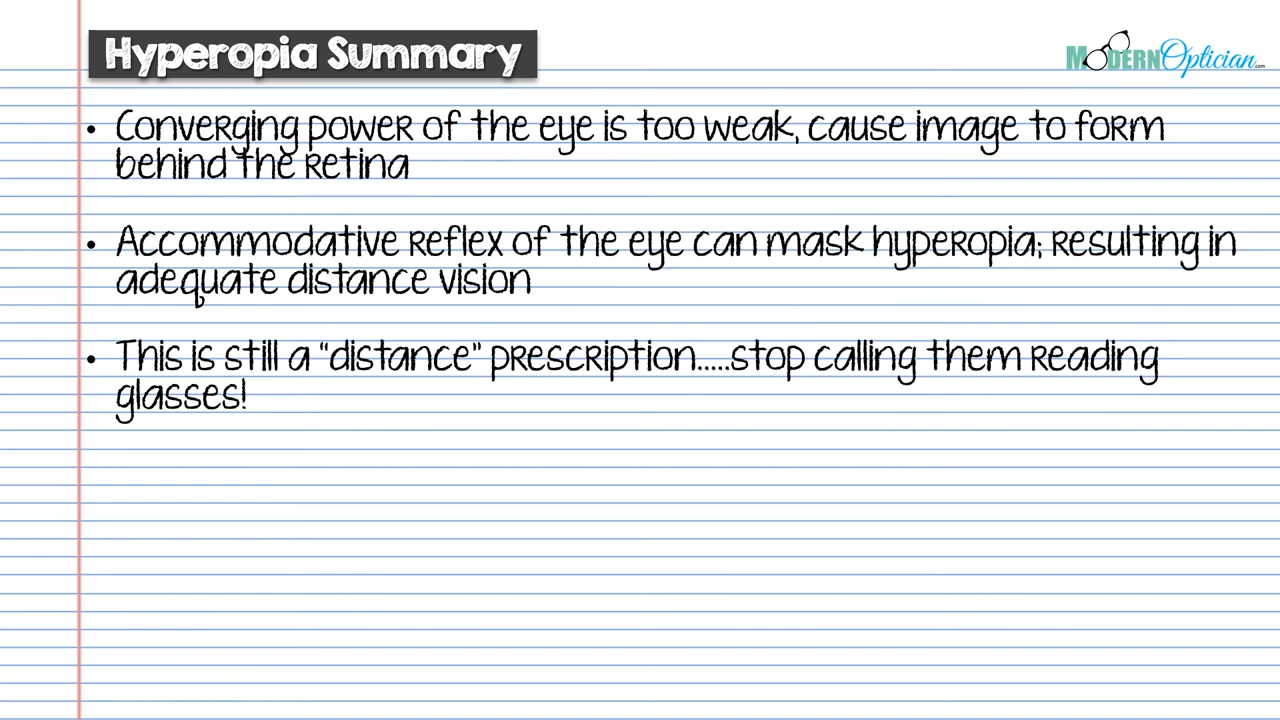 Hyperopia Summary
MODERNOptician.com
• Converging power of the eye is too weak, cause image to form
behind the retina
• Accommodative reflex of the eye can mask hyperopia; resulting in
adequate distance vision
• This is still a "distance" prescription.....stop calling them reading
glasses!